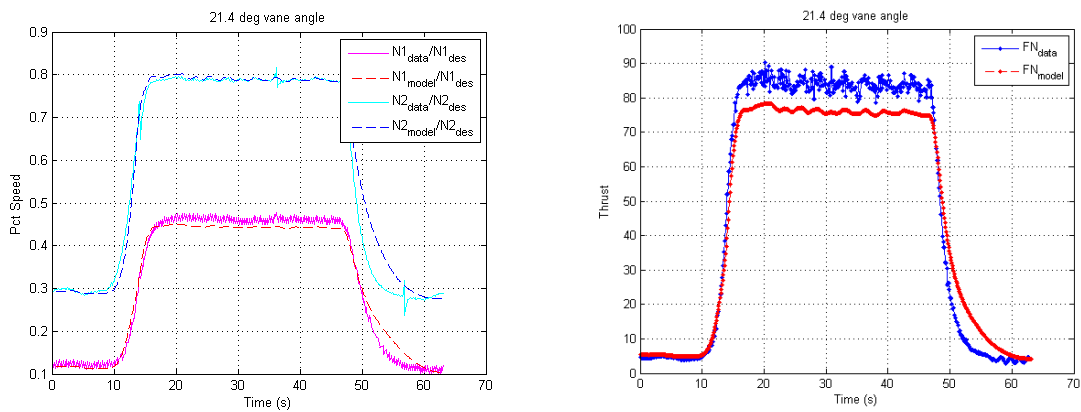 21.4 deg vane angle
0.9
0.8
0.7
0.6
0.5
0.4
0.3
0.2
0.1
Pct Speed
N1data/N1des
N1model/N1des
N2data/N2des
N2model/N2des
0 10 20 30 40 50 60 70
Time (s)
21.4 deg vane angle
100
90
80
70
60
50
40
30
20
10
0
Thrust
FNdata
FNmodel
0 10 20 30 40 50 60 70
Time (s)